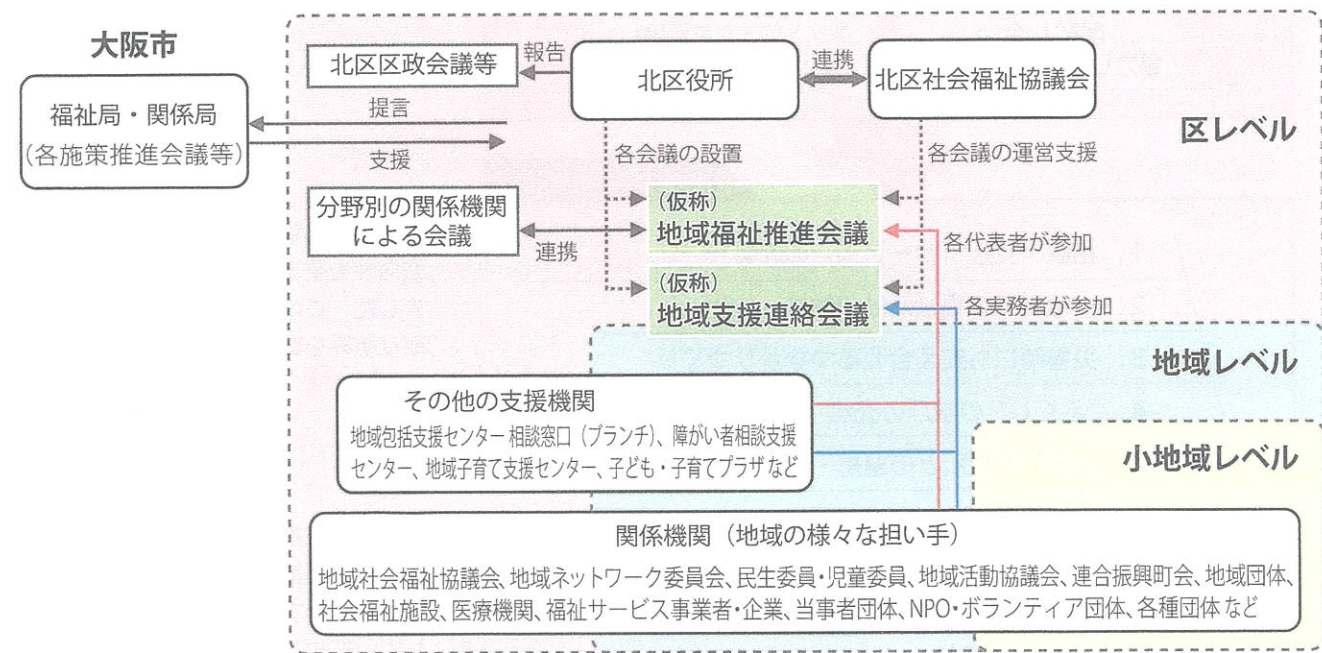 大阪市
福祉局・関係局
(各施策推進会議等)
提言
支援
北区区政会議等
報告
北区役所
連携
北区社会福祉協議会
区レベル
各会議の設置
各会議の運営支援
分野別の関係機関
による会議
連携
(仮称)
地域福祉推進会議
各代表者が参加
(仮称)
地域支援連絡会議
各実務者が参加
地域レベル
その他の支援機関
地域包括支援センター 相談窓口（ブランチ）、障がい者相談支援
センター、地域子育て支援センター、子ども・子育てプラザ など
小地域レベル
関係機関（地域の様々な担い手）
地域社会福祉協議会、地域ネットワーク委員会、民生委員・児童委員、地域活動協議会、連合振興町会、地域団体、
社会福祉施設、医療機関、福祉サービス事業者・企業、当事者団体、NPO・ボランティア団体、各種団体 など